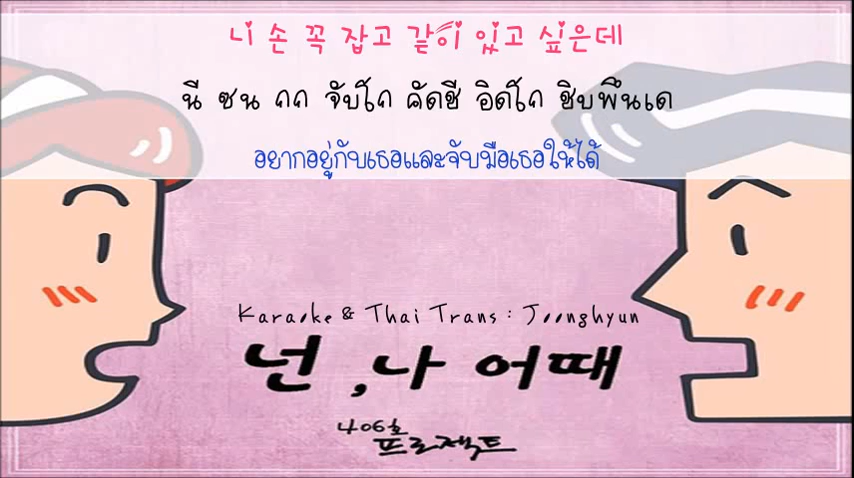 니 손 꼭 잡고 같이 있고 싶은데
นี ซน กก จับโก คัดชี อิดโก ชิบพึนเด
อยากอยู่กับเธอและจับมือเธอให้ได้
Karaoke & Thai Trans : Joonghyun
넌, 나 어때
406호
프로젝트